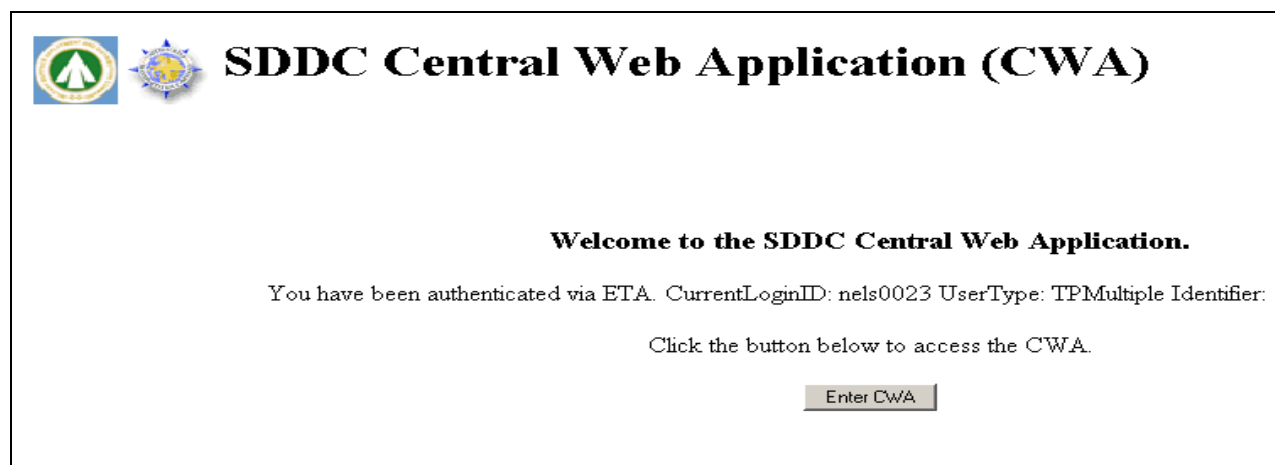 SDDC Central Web Application (CWA)
Welcome to the SDDC Central Web Application.
You have been authenticated via ETA. CurrentLoginID: nels0023 UserType: TPMultiple Identifier:
Click the button below to access the CWA.
Enter CWA